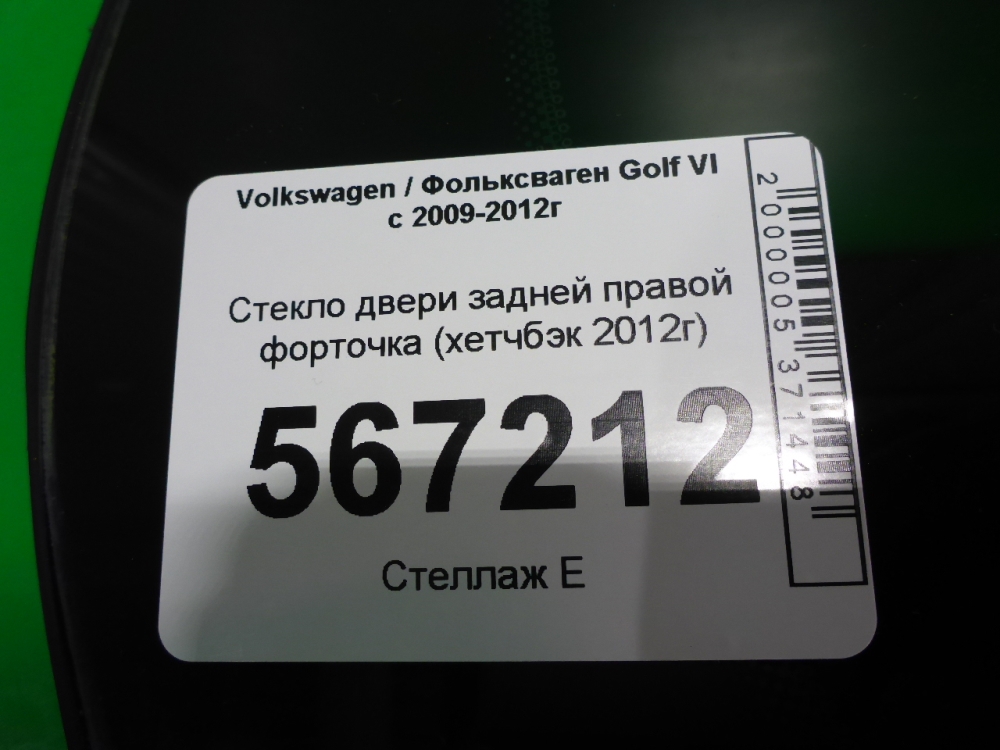 Volkswagen / Фольксваген Golf VI
с 2009-2012г
Стекло двери задней правой
форточка (хетчбэк 2012г)
567212
Стеллаж Е
2000005371448